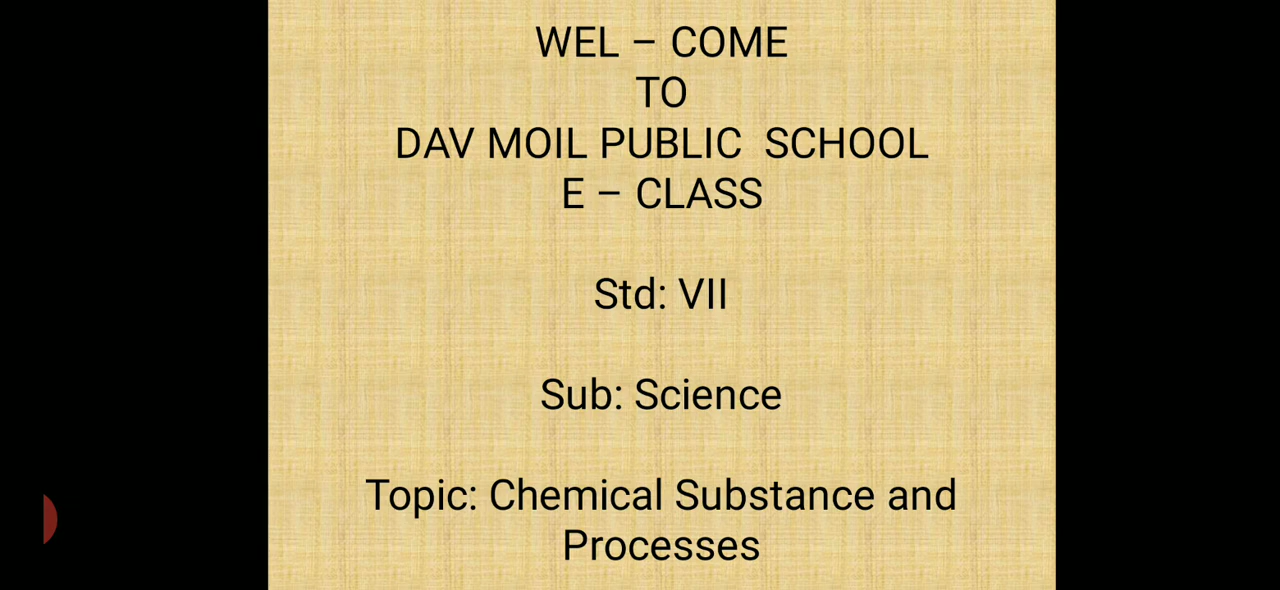 WEL – COME
TO
DAV MOIL PUBLIC  SCHOOL
E – CLASS
Std: VII
Sub: Science
Topic: Chemical Substance and
Processes